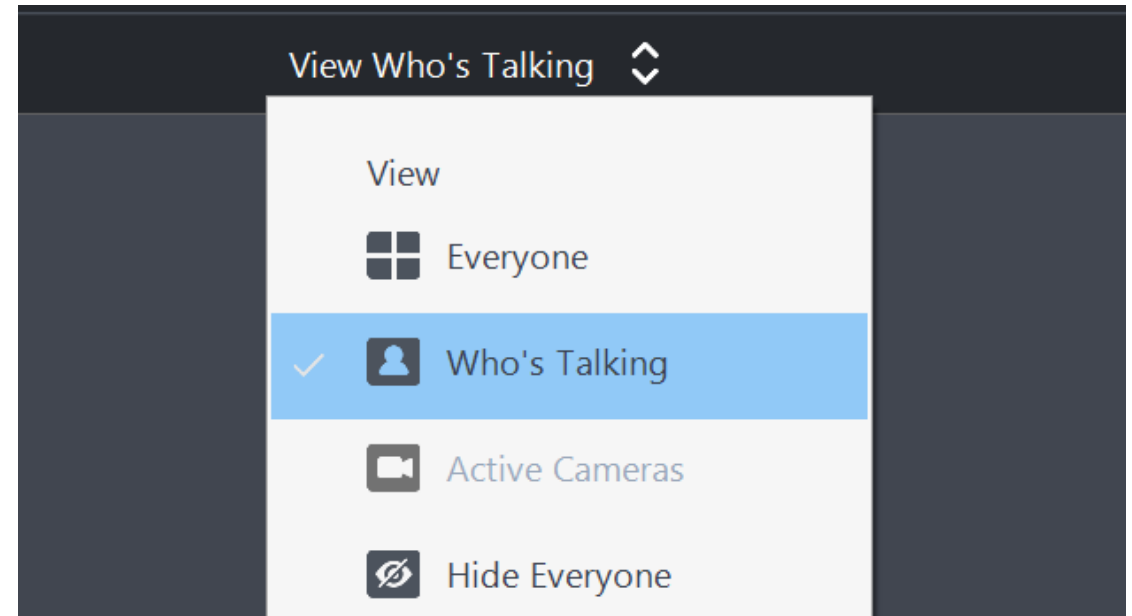 View Who's Talking
View
Everyone
Who's Talking
Active Cameras
Hide Everyone